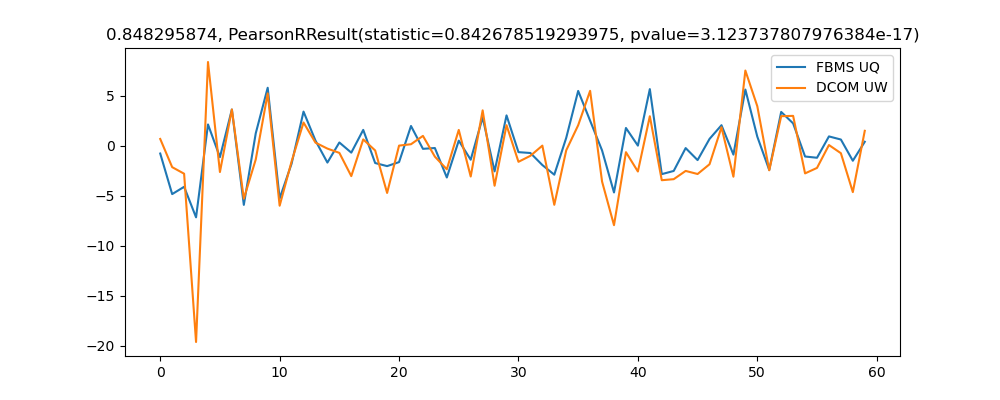 0.848295874, PearsonRResult(statistic=0.842678519293975, pvalue=3.123737807976384e-17)
FBMS UQ
DCOM UW
5
0
−5
−10
−15
−20
0 10 20 30 40 50 60